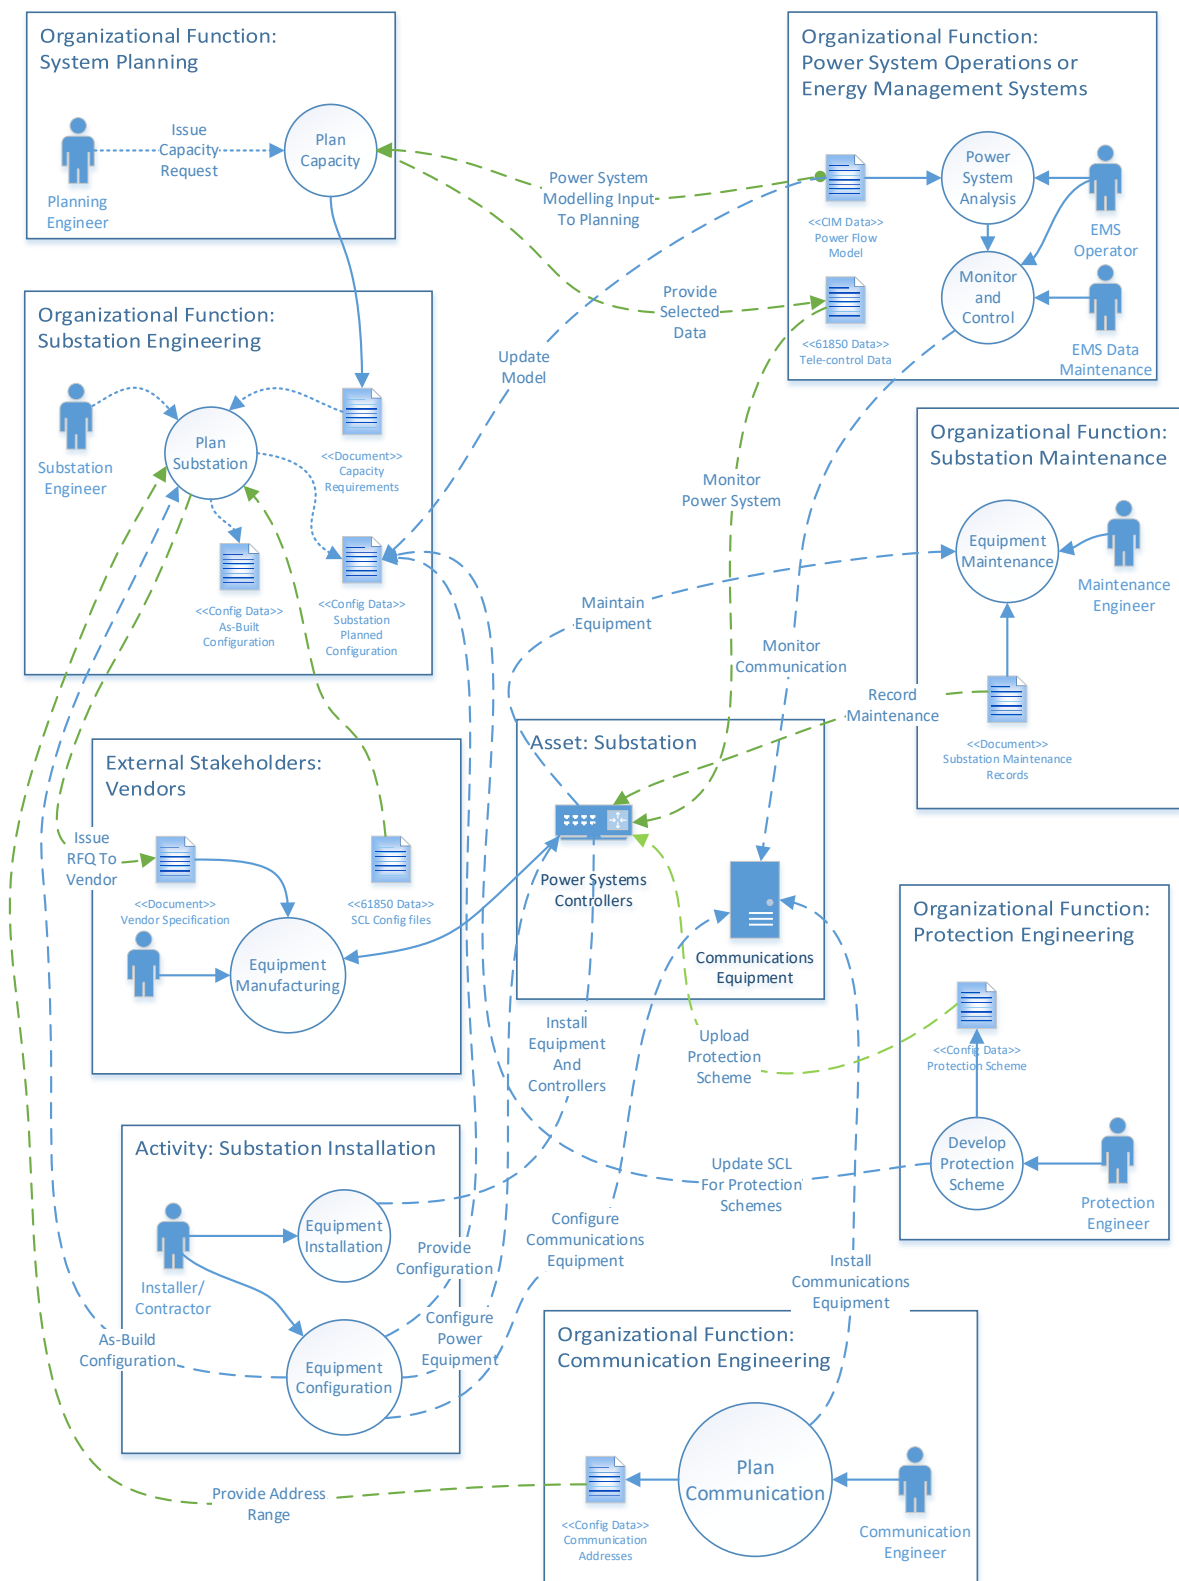 Organizational Function:
System Planning
Issue
Capacity
Request
Plan
Capacity
Planning
Engineer
Organizational Function:
Power System Operations or
Energy Management Systems
Power System
Modelling Input
To Planning
<<CIM Data>>
Power Flow
Model
Power
System
Analysis
EMS
Operator
Provide
Selected
Data
<<61850 Data>>
Tele-control Data
Monitor
and
Control
EMS Data
Maintenance
Update
Model
Organizational Function:
Substation Engineering
Substation
Engineer
Plan
Substation
<<Document>>
Capacity
Requirements
<<Config Data>>
As-Built
Configuration
<<Config Data>>
Substation
Planned
Configuration
Monitor
Power System
Organizational Function:
Substation Maintenance
Equipment
Maintenance
Maintenance
Engineer
Maintain
Equipment
Monitor
Communication
Record
Maintenance
<<Document>>
Substation Maintenance
Records
External Stakeholders:
Vendors
Issue
RFQ To
Vendor
<<Document>>
Vendor Specification
<<61850 Data>>
SCL Config files
Equipment
Manufacturing
Asset: Substation
Power Systems
Controllers
Communications
Equipment
Organizational Function:
Protection Engineering
<<Config Data>>
Protection Scheme
Develop
Protection
Scheme
Protection
Engineer
Install
Equipment
And
Controllers
Upload
Protection
Scheme
Update SCL
For Protection
Schemes
Activity: Substation Installation
Equipment
Installation
Installer/
Contractor
Provide
Configuration
Configure
Communications
Equipment
Install
Communications
Equipment
As-Build
Configuration
Equipment
Configuration
Configure
Power
Equipment
Organizational Function:
Communication Engineering
Plan
Communication
Provide Address
Range
<<Config Data>>
Communication
Addresses
Communication
Engineer